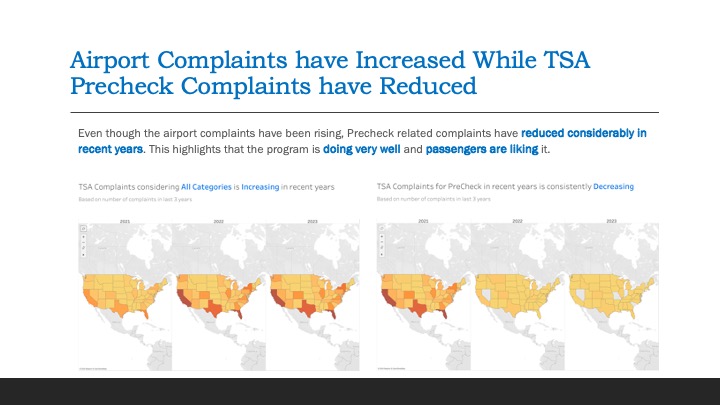 Airport Complaints have Increased While TSA
Precheck Complaints have Reduced
Even though the airport complaints have been rising, Precheck related complaints have reduced considerably in
recent years. This highlights that the program is doing very well and passengers are liking it.
TSA Complaints considering All Categories is Increasing in recent years
Based on number of complaints in last 3 years
2021 2022 2023
TSA Complaints for PreCheck in recent years is consistently Decreasing
Based on number of complaints in last 3 years
2021 2022 2023